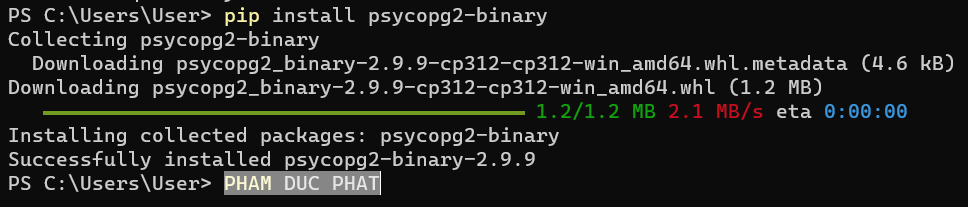 PS C:\Users\User> pip install psycopg2-binary
Collecting psycopg2-binary
  Downloading psycopg2_binary-2.9.9-cp312-cp312-win_amd64.whl.metadata (4.6 kB)
Downloading psycopg2_binary-2.9.9-cp312-cp312-win_amd64.whl (1.2 MB)
1.2/1.2 MB 2.1 MB/s eta 0:00:00
Installing collected packages: psycopg2-binary
Successfully installed psycopg2-binary-2.9.9
PS C:\Users\User> PHAM DUC PHAT